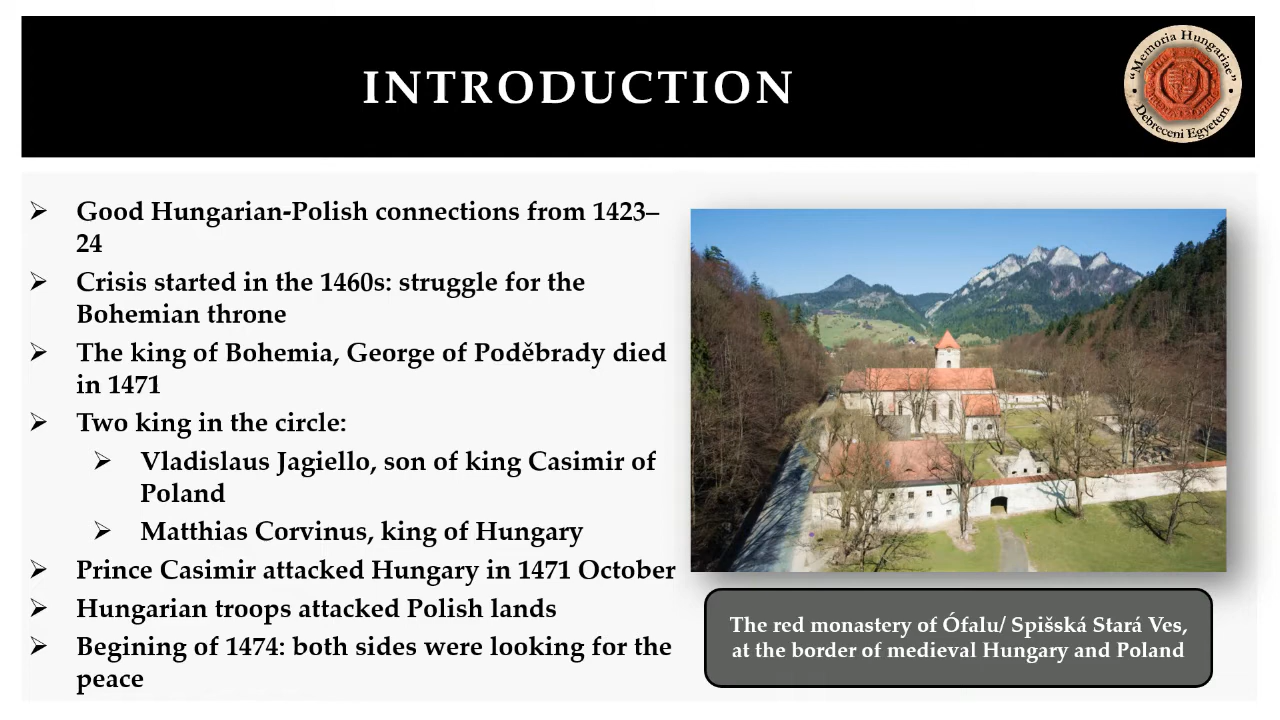 INTRODUCTION
"Memoria Hungariae"
Debreceni Egyetem
➢ Good Hungarian-Polish connections from 1423–
24
➢ Crisis started in the 1460s: struggle for the
Bohemian throne
➢ The king of Bohemia, George of Poděbrady died
in 1471
➢ Two king in the circle:
➢ Vladislaus Jagiello, son of king Casimir of
Poland
➢ Matthias Corvinus, king of Hungary
➢ Prince Casimir attacked Hungary in 1471 October
➢ Hungarian troops attacked Polish lands
➢ Begining of 1474: both sides were looking for the
peace
The red monastery of Ófalu/ Spišská Stará Ves,
at the border of medieval Hungary and Poland